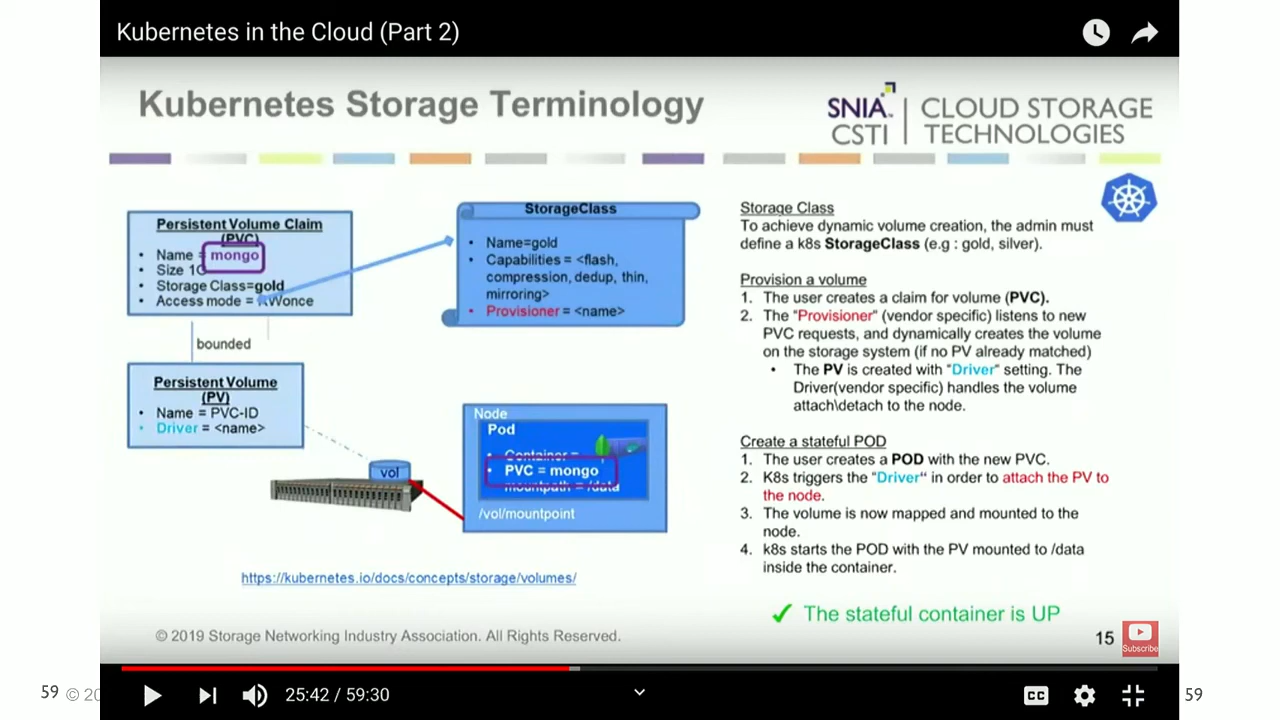 Kubernetes in the Cloud (Part 2)
Kubernetes Storage Terminology
SNIA
CSTI
CLOUD STORAGE
TECHNOLOGIES
Persistent Volume Claim
(PVC)
• Name = mongo
• Size 1G
• Storage Class=gold
• Access mode = RWonce
bounded
Persistent Volume
(PV)
• Name = PVC-ID
• Driver = <name>
StorageClass
• Name=gold
• Capabilities = <flash,
compression, dedup, thin,
mirroring>
• Provisioner = <name>
vol
Node
Pod
• Container =
• PVC = mongo
mountpath = /data
/vol/mountpoint
https://kubernetes.io/docs/concepts/storage/volumes/
Storage Class
To achieve dynamic volume creation, the admin must
define a k8s StorageClass (e.g : gold, silver).
Provision a volume
1. The user creates a claim for volume (PVC).
2. The "Provisioner" (vendor specific) listens to new
PVC requests, and dynamically creates the volume
on the storage system (if no PV already matched)
• The PV is created with "Driver" setting. The
Driver(vendor specific) handles the volume
attach\detach to the node.
Create a stateful POD
1. The user creates a POD with the new PVC.
2. K8s triggers the "Driver" in order to attach the PV to
the node.
3. The volume is now mapped and mounted to the
node.
4. k8s starts the POD with the PV mounted to /data
inside the container.
✓ The stateful container is UP
© 2019 Storage Networking Industry Association. All Rights Reserved.
15
Subscribe
59 © 20
25:42 / 59:30
CC
59